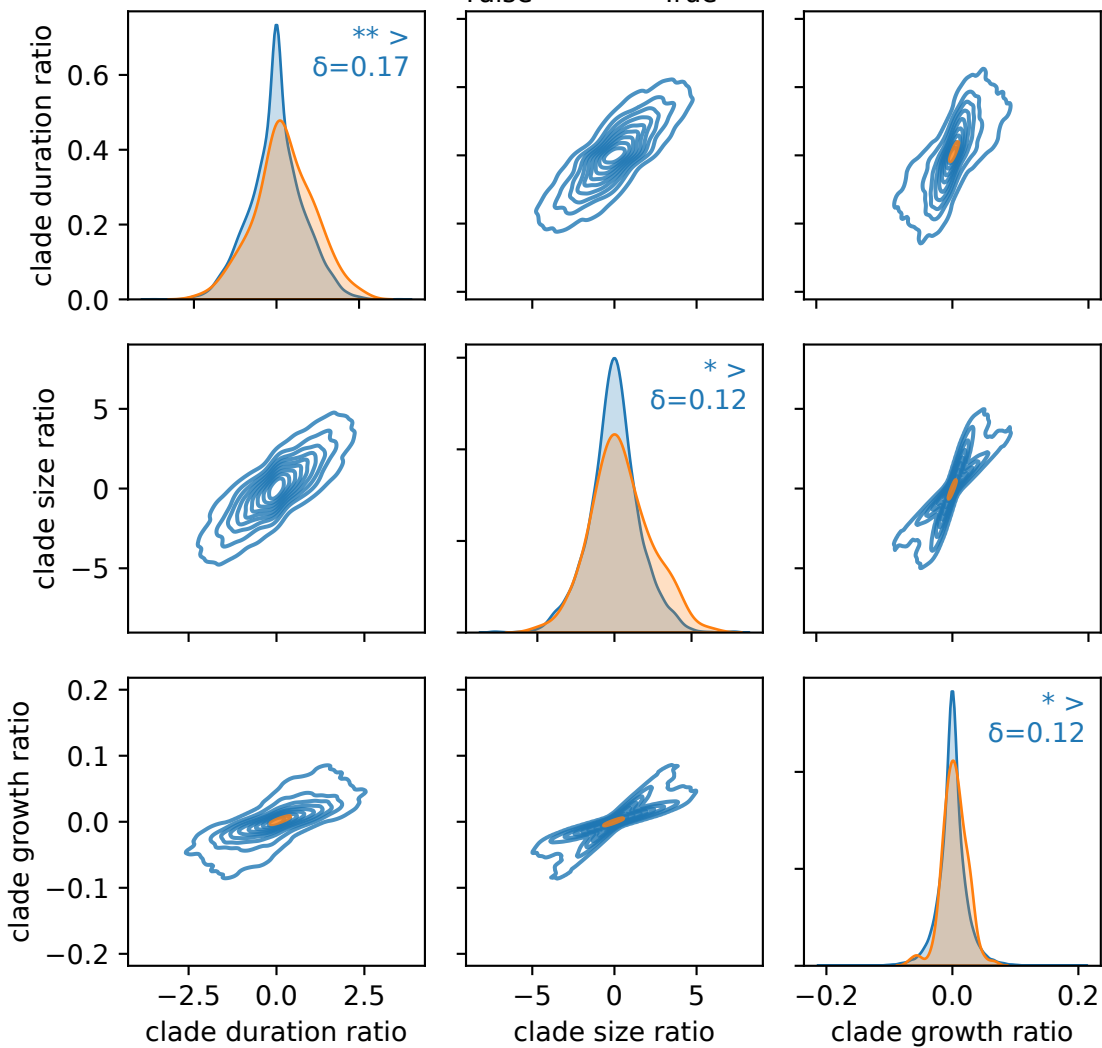 False True
clade duration ratio
0.6
0.4
0.2
0.0
** >
δ=0.17
clade size ratio
5
0
−5
* >
δ=0.12
clade growth ratio
0.2
0.1
0.0
−0.1
−0.2
* >
δ=0.12
−2.5 0.0 2.5
clade duration ratio
−5 0 5
clade size ratio
−0.2 0.0 0.2
clade growth ratio